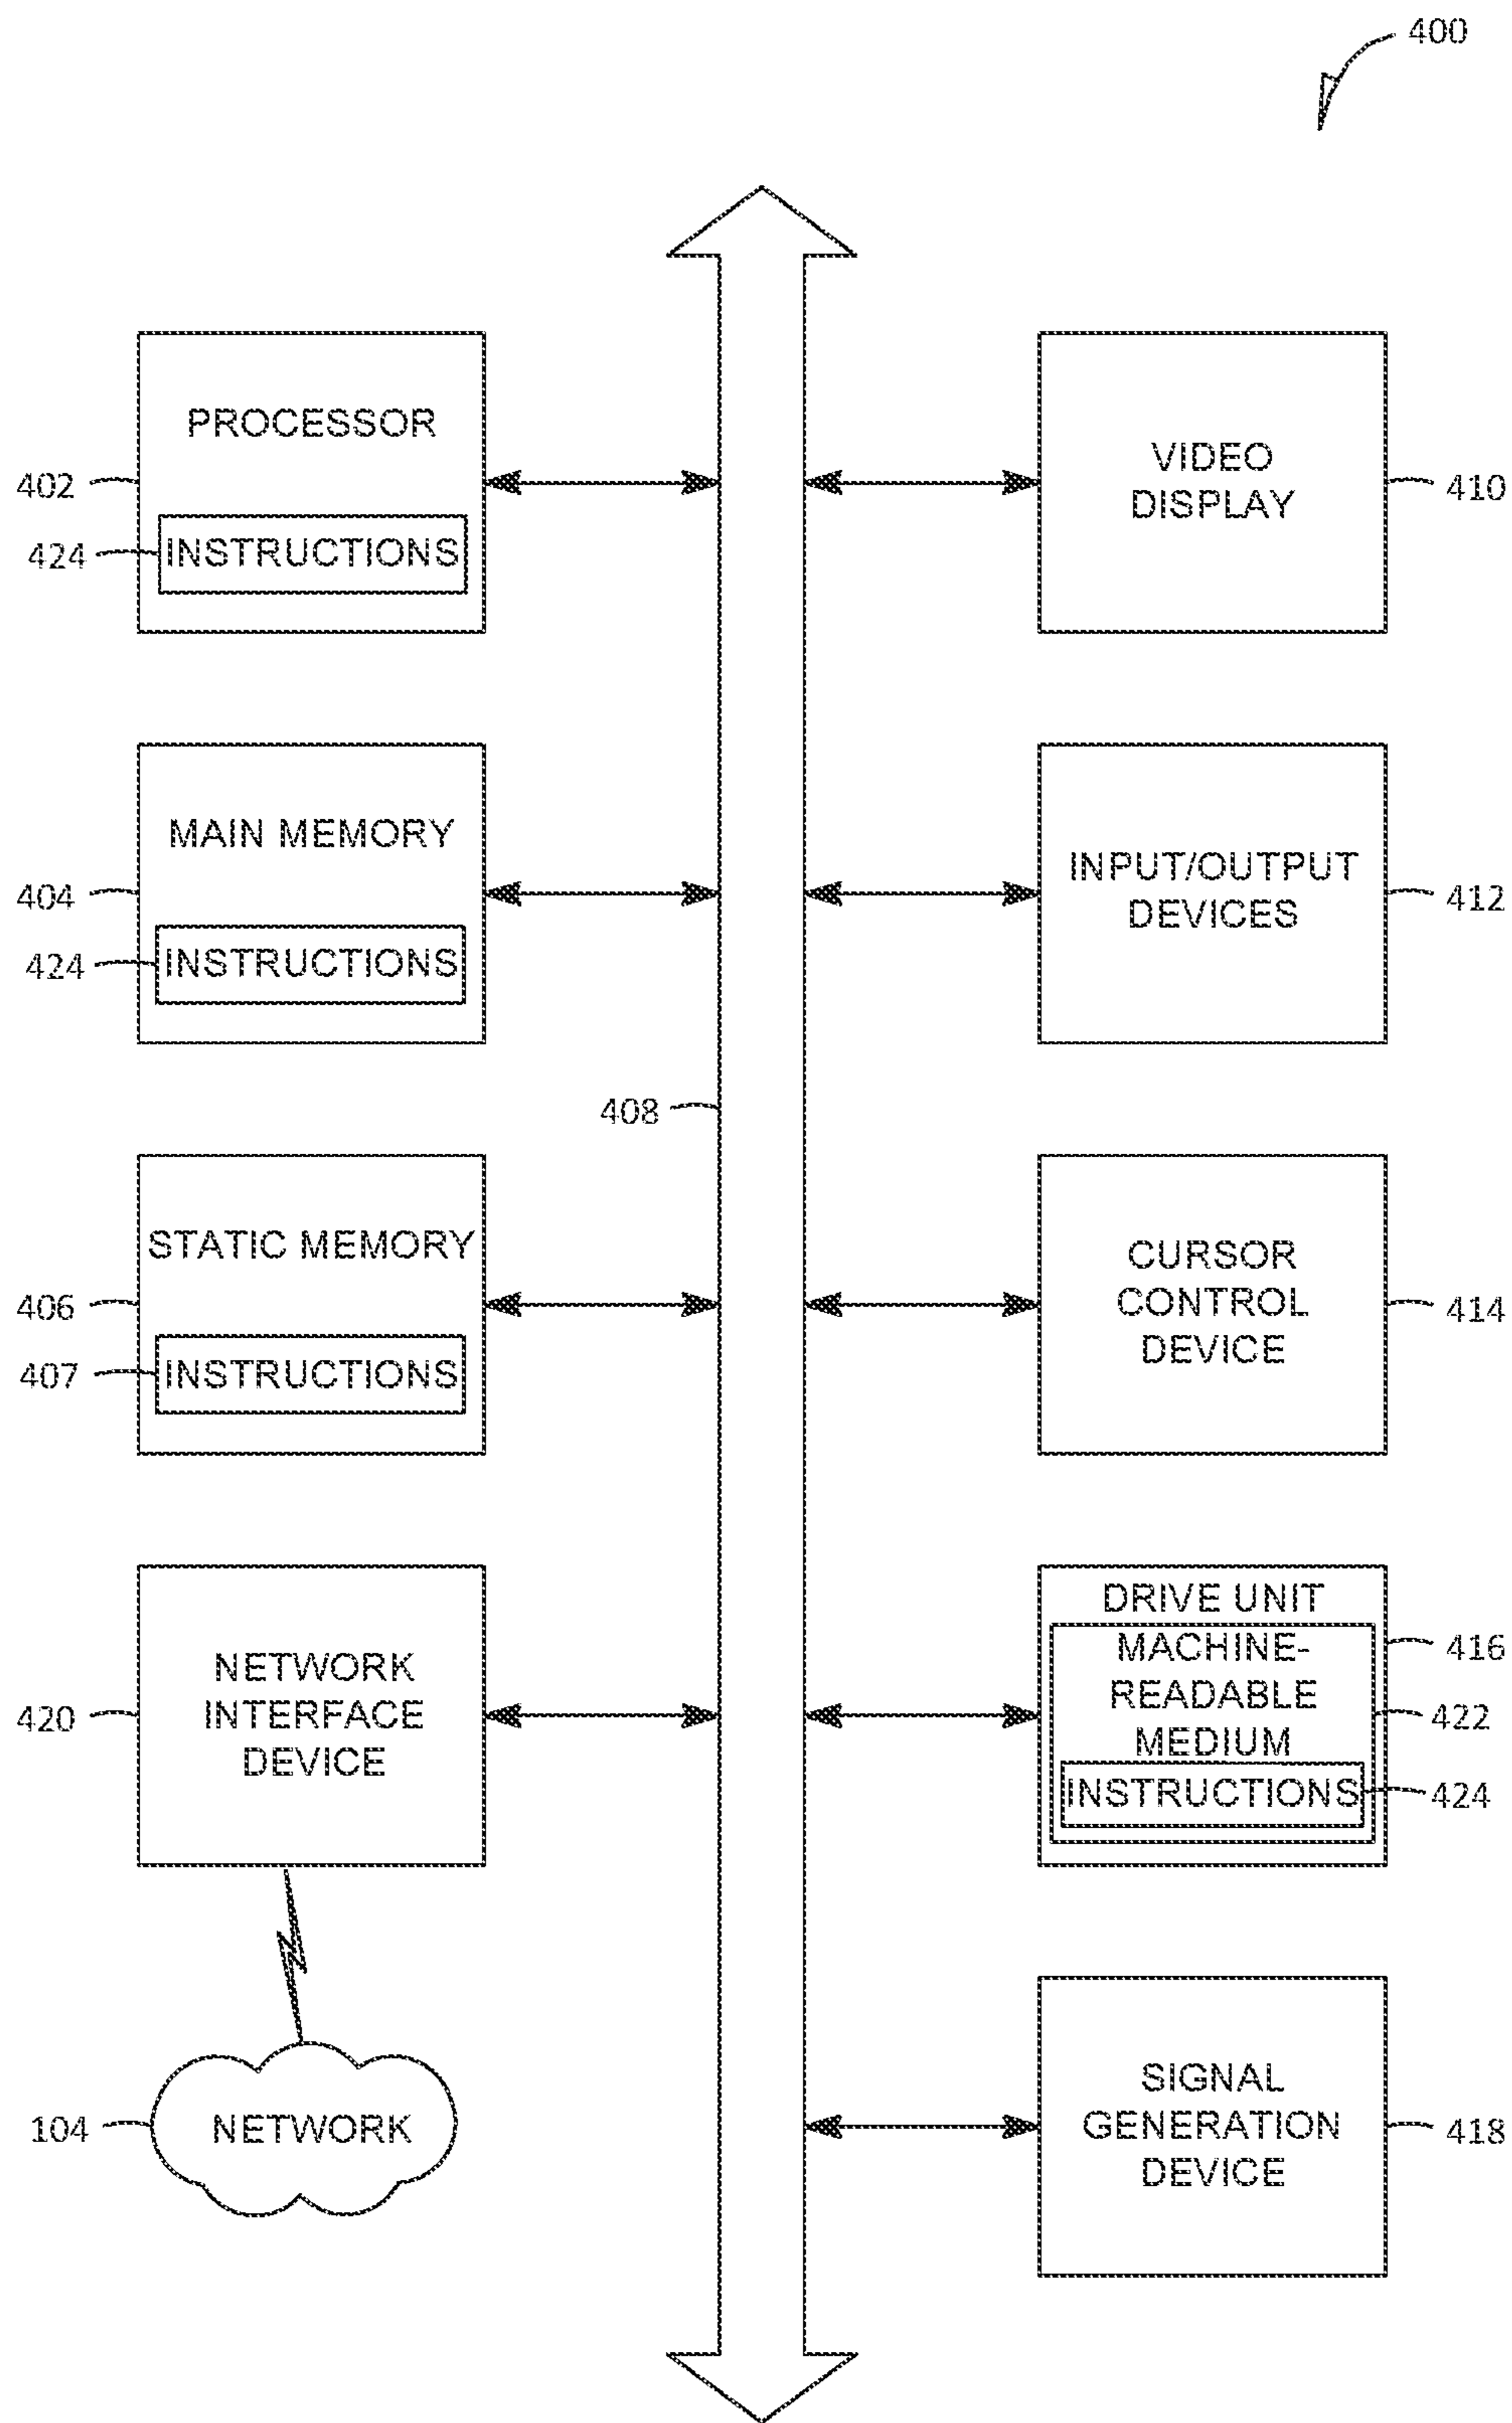 400
PROCESSOR
402
424
INSTRUCTIONS
VIDEO
DISPLAY
410
MAIN MEMORY
404
424
INSTRUCTIONS
INPUT/OUTPUT
DEVICES
412
408
STATIC MEMORY
406
407
INSTRUCTIONS
CURSOR
CONTROL
DEVICE
414
NETWORK
INTERFACE
DEVICE
420
DRIVE UNIT
416
MACHINE-
READABLE
MEDIUM
422
INSTRUCTIONS
424
104
NETWORK
SIGNAL
GENERATION
DEVICE
418